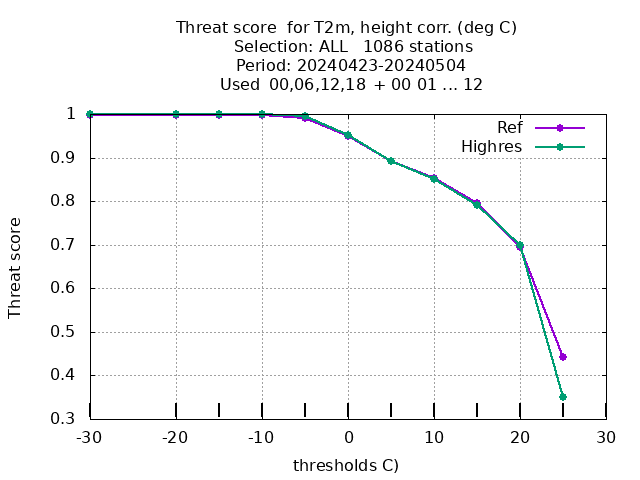 Threat score  for T2m, height corr. (deg C)
Selection: ALL   1086 stations
Period: 20240423-20240504
Used  00,06,12,18  + 00 01 ... 12
Ref
Highres
Threat score
1
0.9
0.8
0.7
0.6
0.5
0.4
0.3
-30 -20 -10 0 10 20 30
thresholds C)